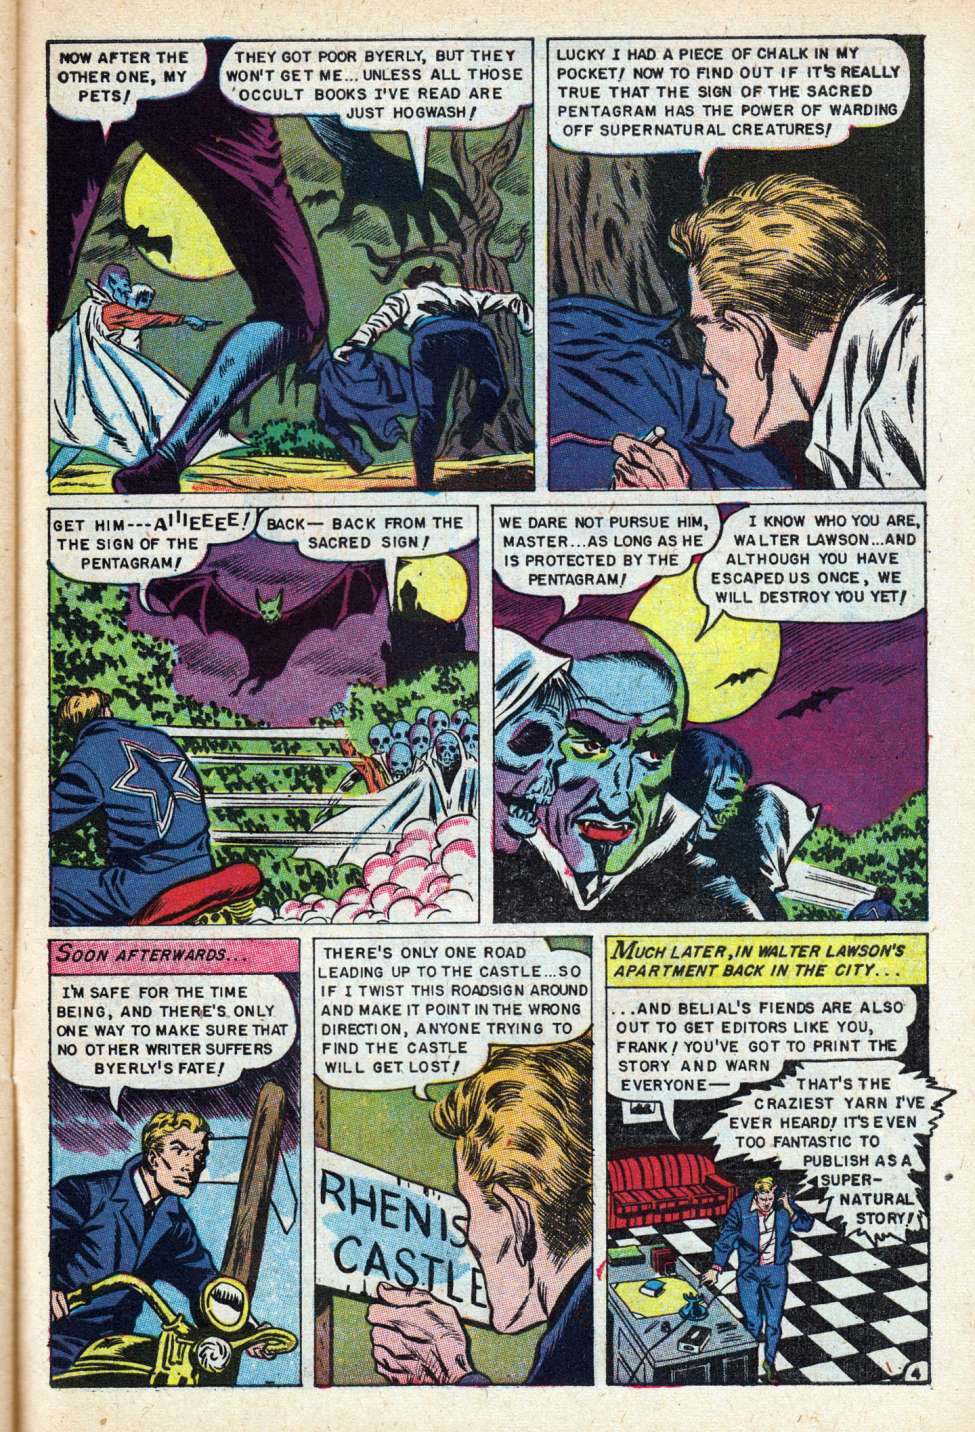 NOW AFTER THE
OTHER ONE, MY
PETS!
THEY GOT POOR BYERLY, BUT THEY
WON'T GET ME...UNLESS ALL THOSE
OCCULT BOOKS I'VE READ ARE
JUST HOGWASH!
LUCKY I HAD A PIECE OF CHALK IN MY
POCKET! NOW TO FIND OUT IF IT'S REALLY
TRUE THAT THE SIGN OF THE SACRED
PENTAGRAM HAS THE POWER OF WARDING
OFF SUPERNATURAL CREATURES!
GET HIM---AIIIEEEE!
THE SIGN OF THE
PENTAGRAM!
BACK— BACK FROM THE
SACRED SIGN!
WE DARE NOT PURSUE HIM,
MASTER...AS LONG AS HE
IS PROTECTED BY THE
PENTAGRAM!
I KNOW WHO YOU ARE,
WALTER LAWSON...AND
ALTHOUGH YOU HAVE
ESCAPED US ONCE, WE
WILL DESTROY YOU YET!
SOON AFTERWARDS...
I'M SAFE FOR THE TIME
BEING, AND THERE'S ONLY
ONE WAY TO MAKE SURE THAT
NO OTHER WRITER SUFFERS
BYERLY'S FATE!
THERE'S ONLY ONE ROAD
LEADING UP TO THE CASTLE...SO
IF I TWIST THIS ROADSIGN AROUND
AND MAKE IT POINT IN THE WRONG
DIRECTION, ANYONE TRYING TO
FIND THE CASTLE
WILL GET LOST!
RHENIS
CASTLE
MUCH LATER, IN WALTER LAWSON'S
APARTMENT BACK IN THE CITY...
...AND BELIAL'S FIENDS ARE ALSO
OUT TO GET EDITORS LIKE YOU,
FRANK! YOU'VE GOT TO PRINT THE
STORY AND WARN
EVERYONE—
THAT'S THE
CRAZIEST YARN I'VE
EVER HEARD! IT'S EVEN
TOO FANTASTIC TO
PUBLISH AS A
SUPER-
NATURAL
STORY!
4